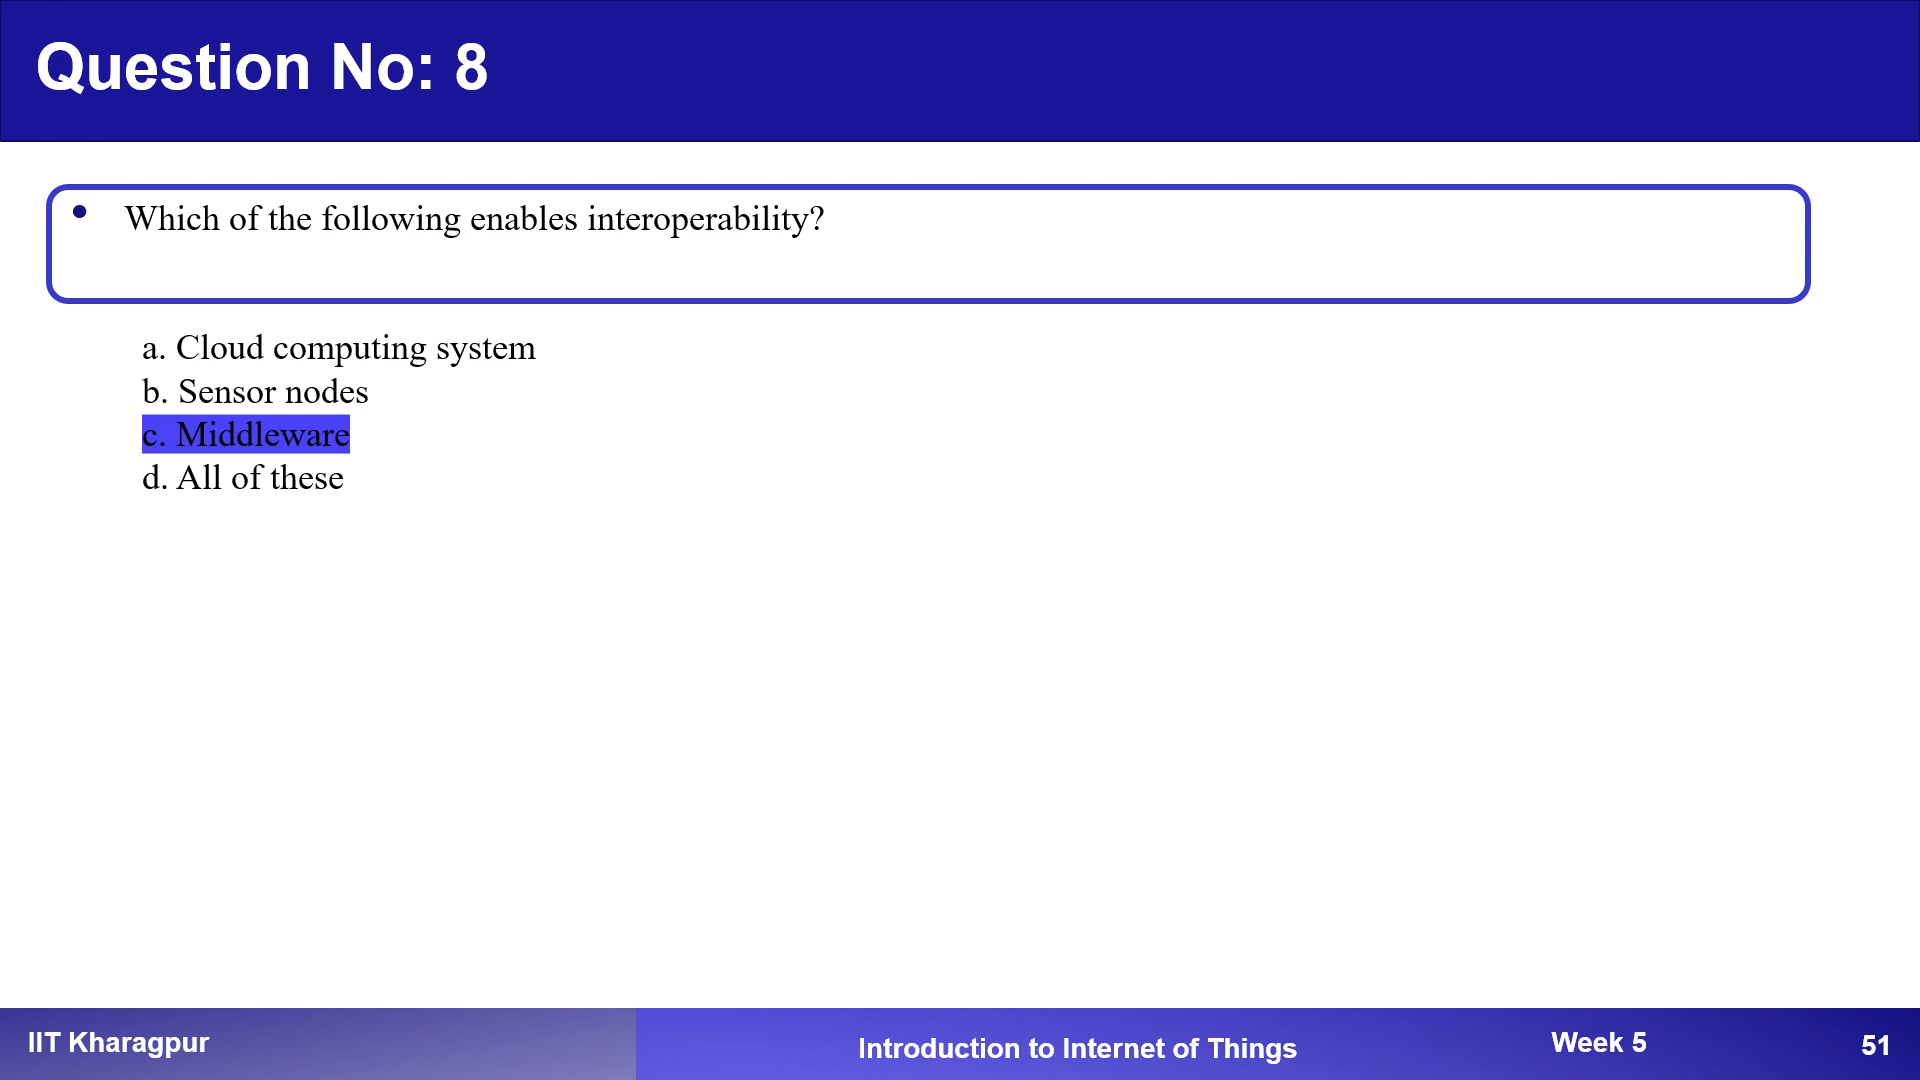 Question No: 8
• Which of the following enables interoperability?
a. Cloud computing system
b. Sensor nodes
c. Middleware
d. All of these
IIT Kharagpur
Introduction to Internet of Things
Week 5
51